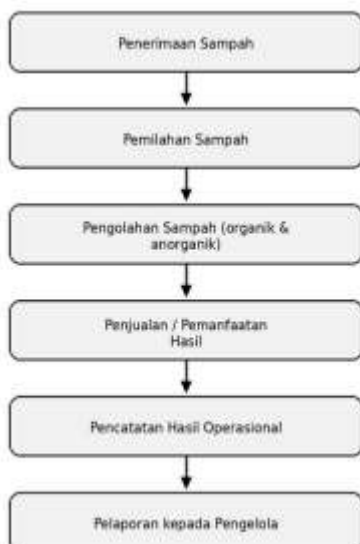 Penerimaan Sampah
Pemilahan Sampah
Pengolahan Sampah (organik &
anorganik)
Penjualan / Pemanfaatan
Hasil
Pencatatan Hasil Operasional
Pelaporan kepada Pengelola